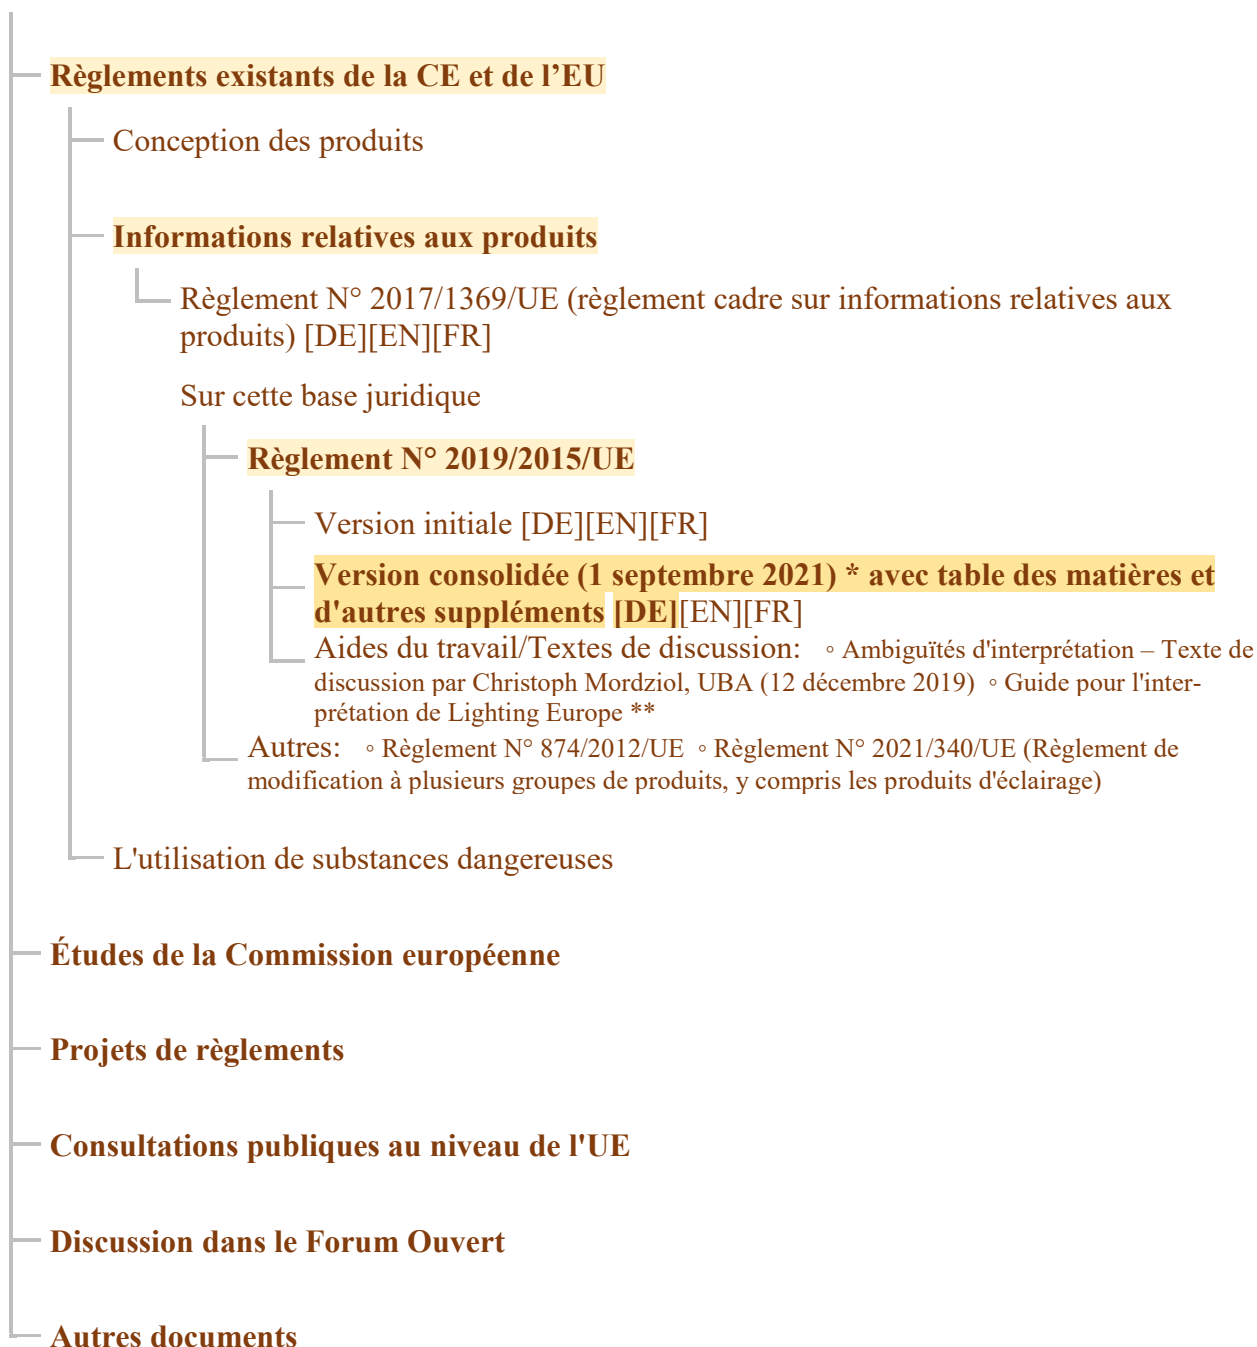 Règlements existants de la CE et de l’EU
Conception des produits
Informations relatives aux produits
Règlement N° 2017/1369/UE (règlement cadre sur informations relatives aux
produits) [DE][EN][FR]
Sur cette base juridique
Règlement N° 2019/2015/UE
Version initiale [DE][EN][FR]
Version consolidée (1 septembre 2021) * avec table des matières et
d'autres suppléments [DE][EN][FR]
Aides du travail/Textes de discussion: ◦ Ambiguïtés d'interprétation – Texte de
discussion par Christoph Mordziol, UBA (12 décembre 2019) ◦ Guide pour l'inter-
prétation de Lighting Europe **
Autres: ◦ Règlement N° 874/2012/UE ◦ Règlement N° 2021/340/UE (Règlement de
modification à plusieurs groupes de produits, y compris les produits d'éclairage)
L'utilisation de substances dangereuses
Études de la Commission européenne
Projets de règlements
Consultations publiques au niveau de l'UE
Discussion dans le Forum Ouvert
Autres documents